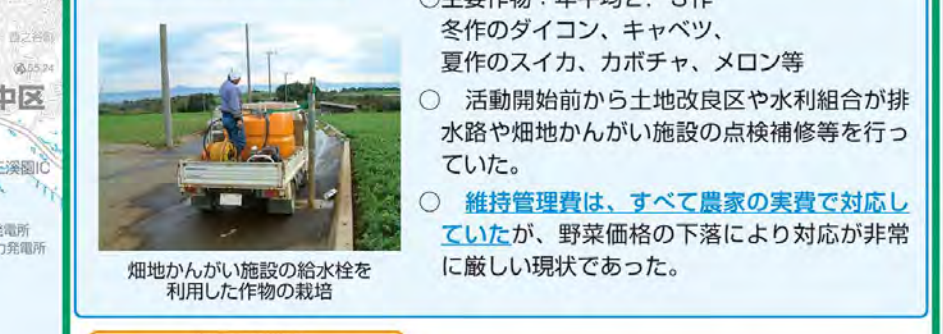 冬作のダイコン、キャベツ、
夏作のスイカ、カボチャ、メロン等
○　活動開始前から土地改良区や水利組合が排
水路や畑地かんがい施設の点検補修等を行っ
ていた。
○　維持管理費は、すべて農家の実費で対応し
ていたが、野菜価格の下落により対応が非常
に厳しい現状であった。
畑地かんがい施設の給水栓を
利用した作物の栽培
中区